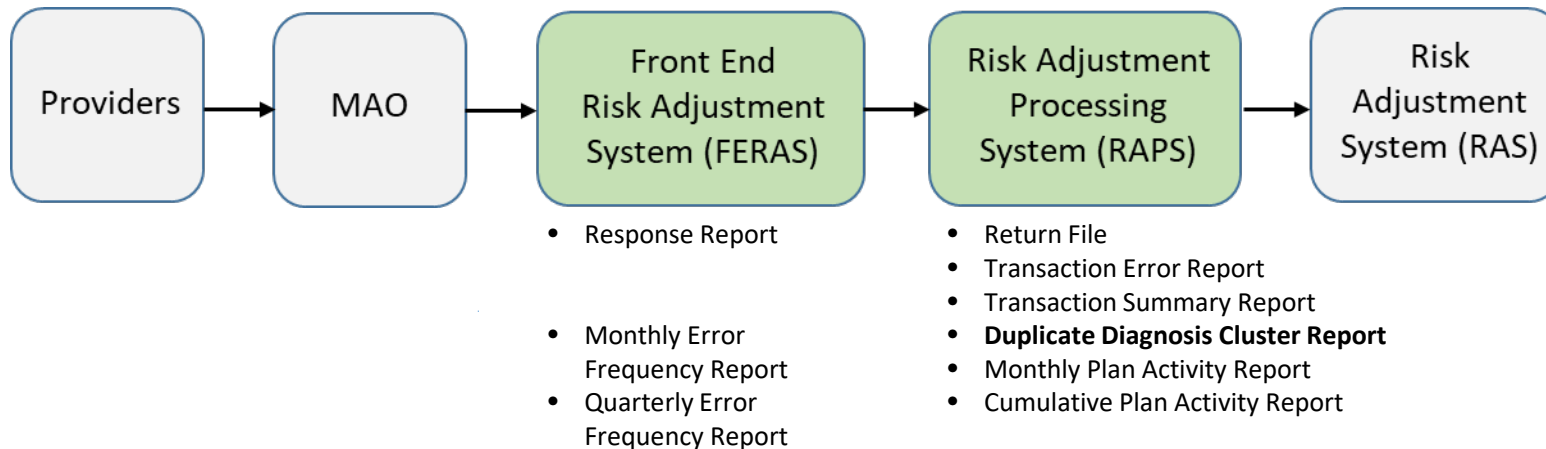 Providers
MAO
Front End
Risk Adjustment
System (FERAS)
Risk Adjustment
Processing
System (RAPS)
Risk
Adjustment
System (RAS)
• Response Report
• Monthly Error
Frequency Report
• Quarterly Error
Frequency Report
• Return File
• Transaction Error Report
• Transaction Summary Report
• Duplicate Diagnosis Cluster Report
• Monthly Plan Activity Report
• Cumulative Plan Activity Report